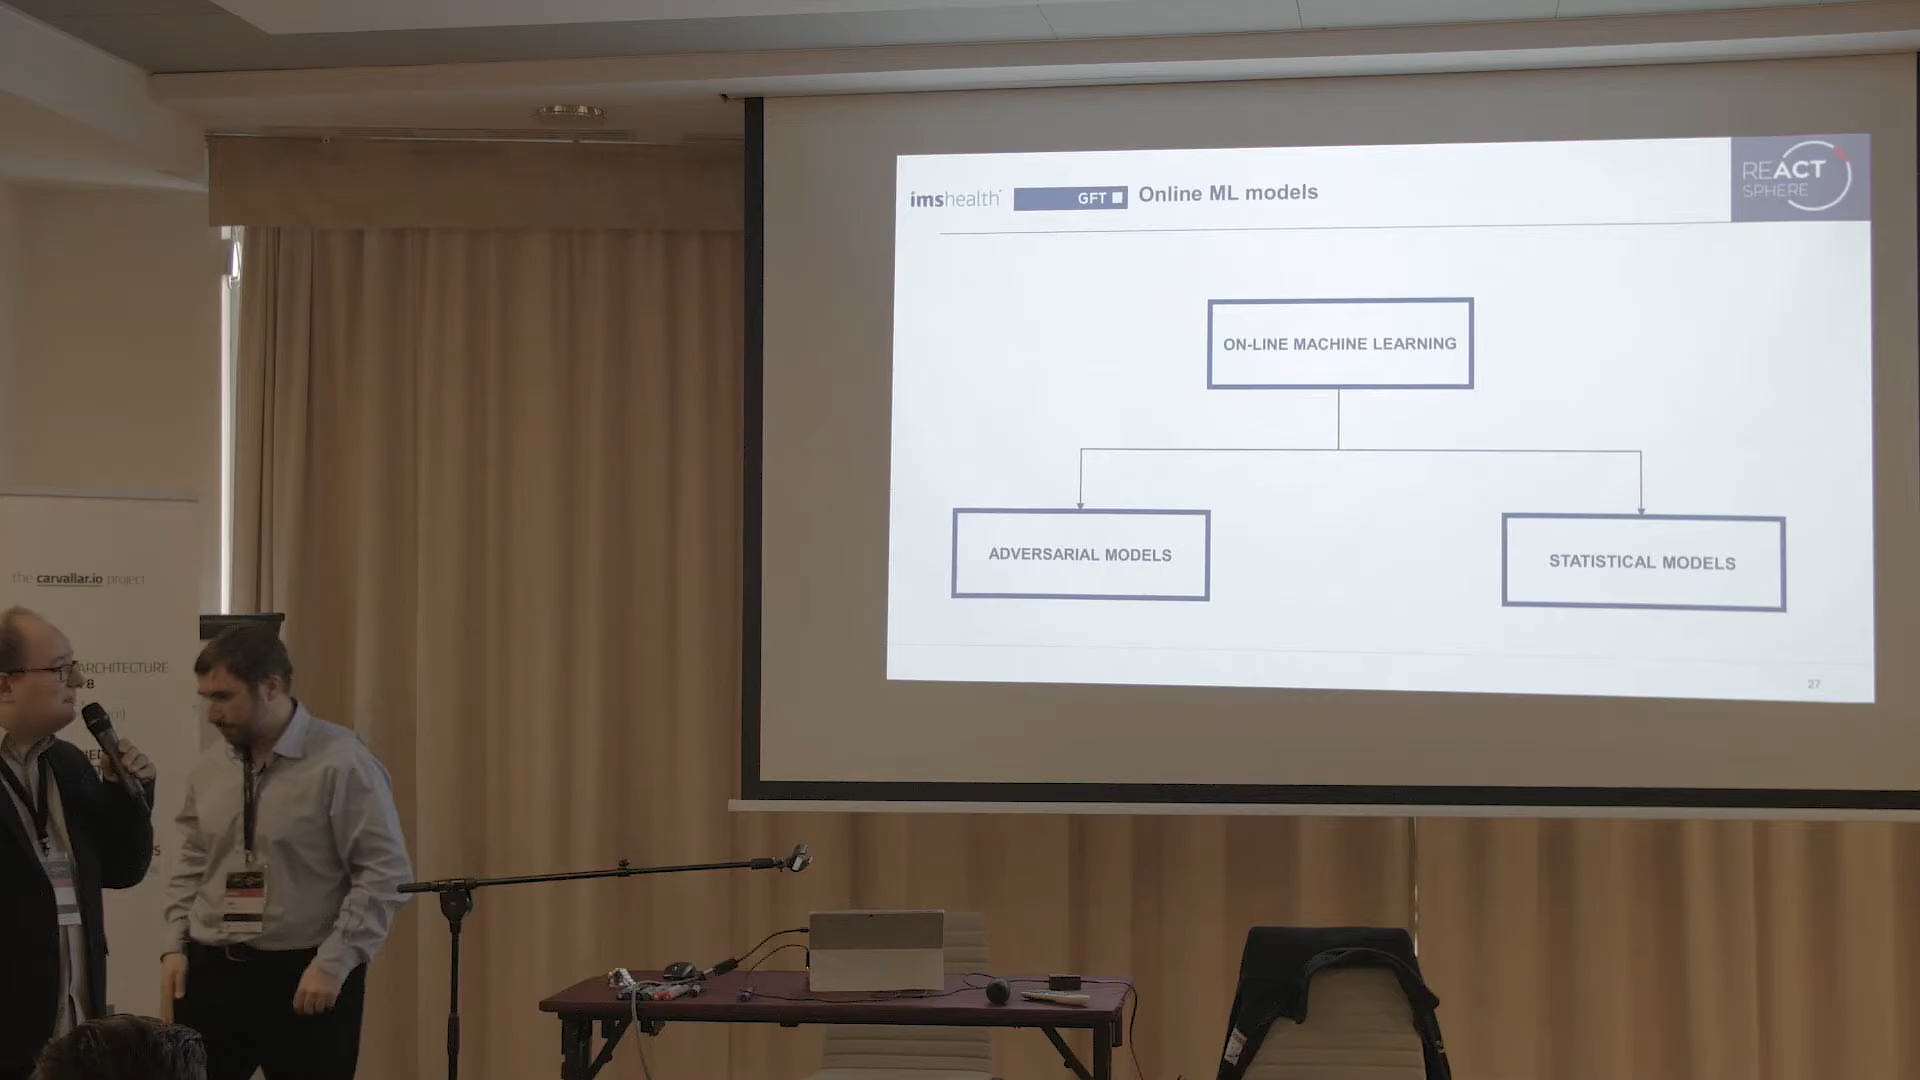 imshealth
GFT
Online ML models
REACT
SPHERE
ON-LINE MACHINE LEARNING
ADVERSARIAL MODELS
STATISTICAL MODELS
27
the carvallar.io project
ARCHITECTURE
8